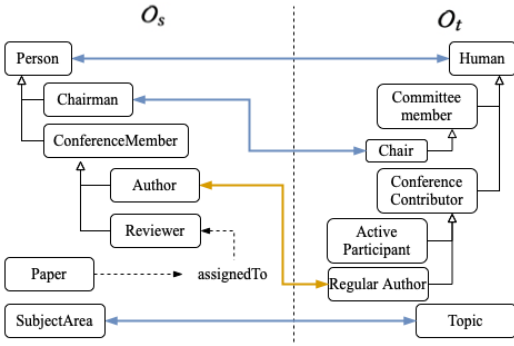 O_s
O_t
Person
Human
Chairman
Committee
member
ConferenceMember
Chair
Author
Conference
Contributor
Reviewer
Active
Participant
Paper
assignedTo
Regular Author
SubjectArea
Topic